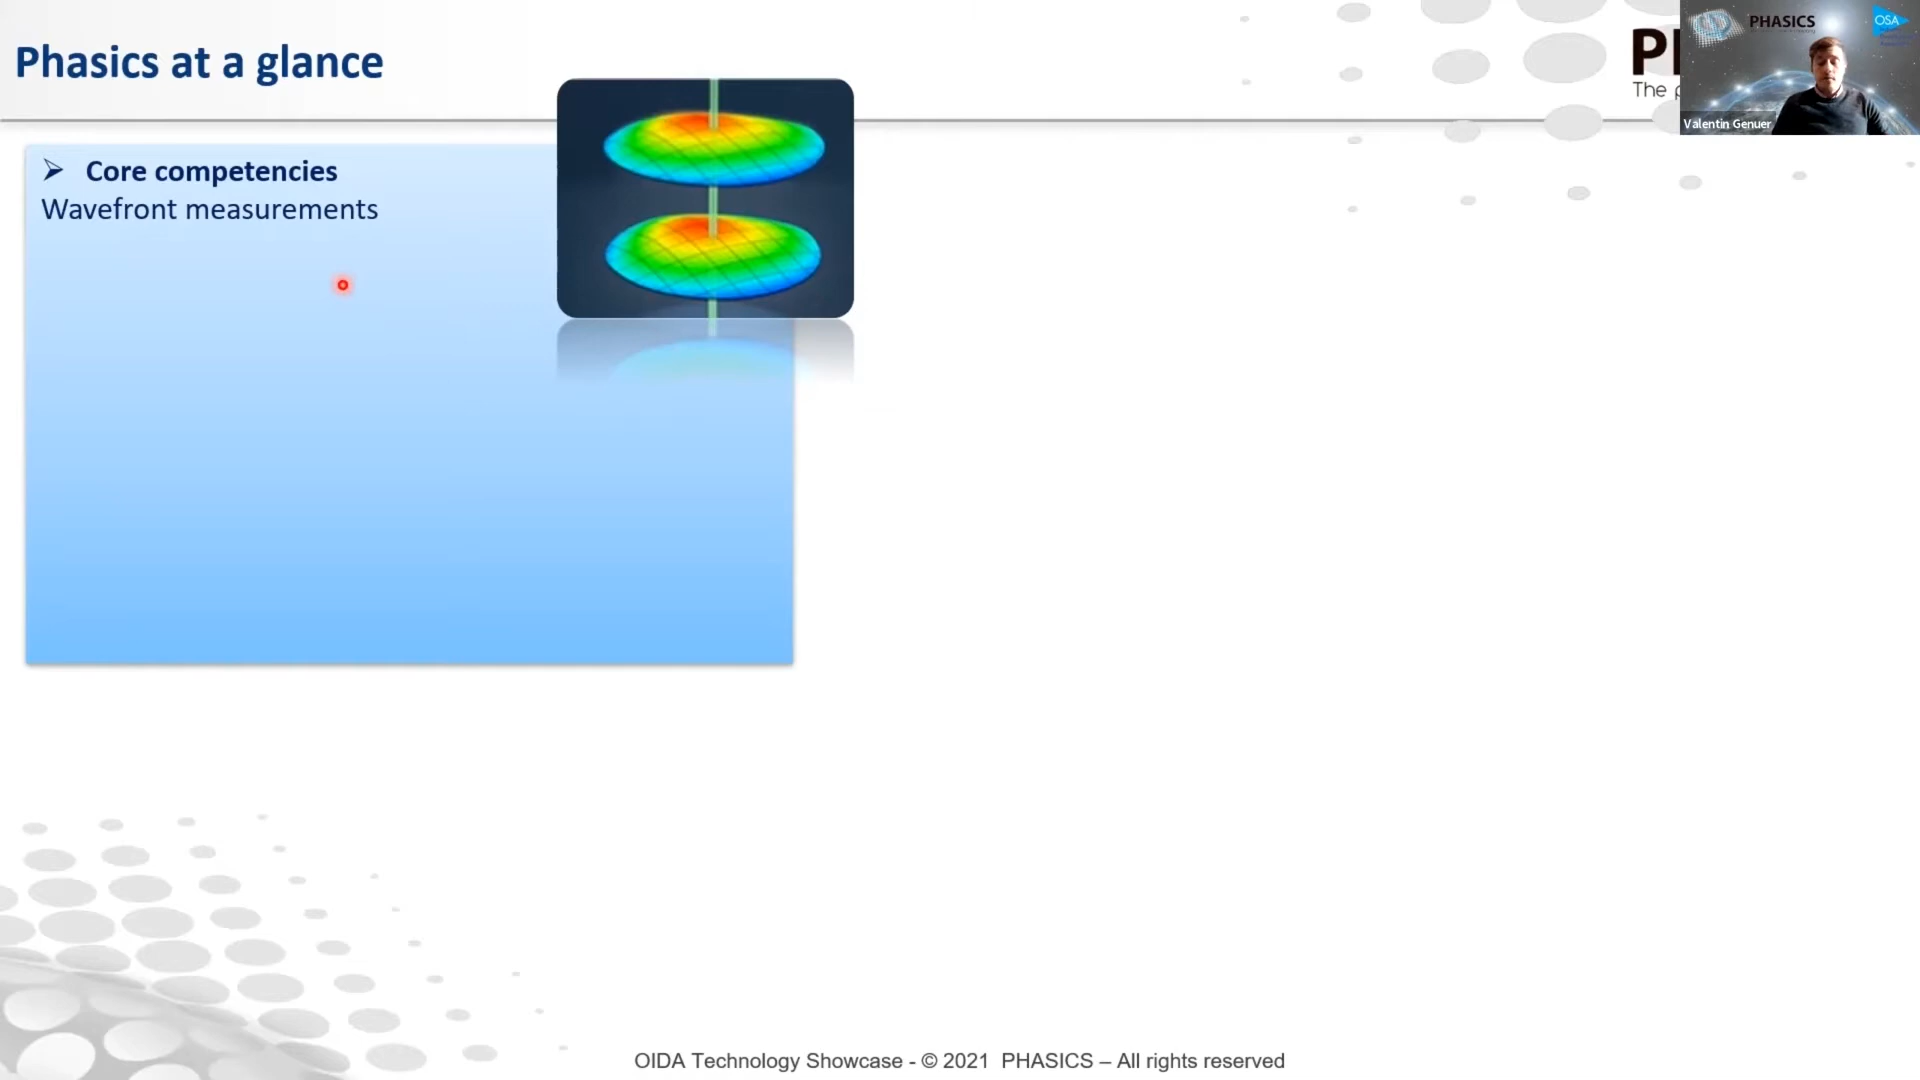 Phasics at a glance
PHASICS
OSA
The
Valentin Genuer
Core competencies
Wavefront measurements
OIDA Technology Showcase - © 2021 PHASICS – All rights reserved